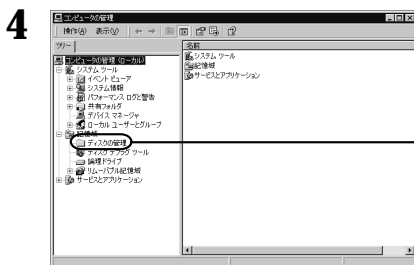 4
コンピュータの管理
操作(A) 表示(V)
ツリー
名前
コンピュータの管理 (ローカル)
システム ツール
イベント ビューア
システム情報
パフォーマンス ログと警告
共有フォルダ
デバイス マネージャ
ローカル ユーザーとグループ
記憶域
ディスクの管理
ディスク デフラグ ツール
論理ドライブ
リムーバブル記憶域
サービスとアプリケーション
システム ツール
記憶域
サービスとアプリケーション